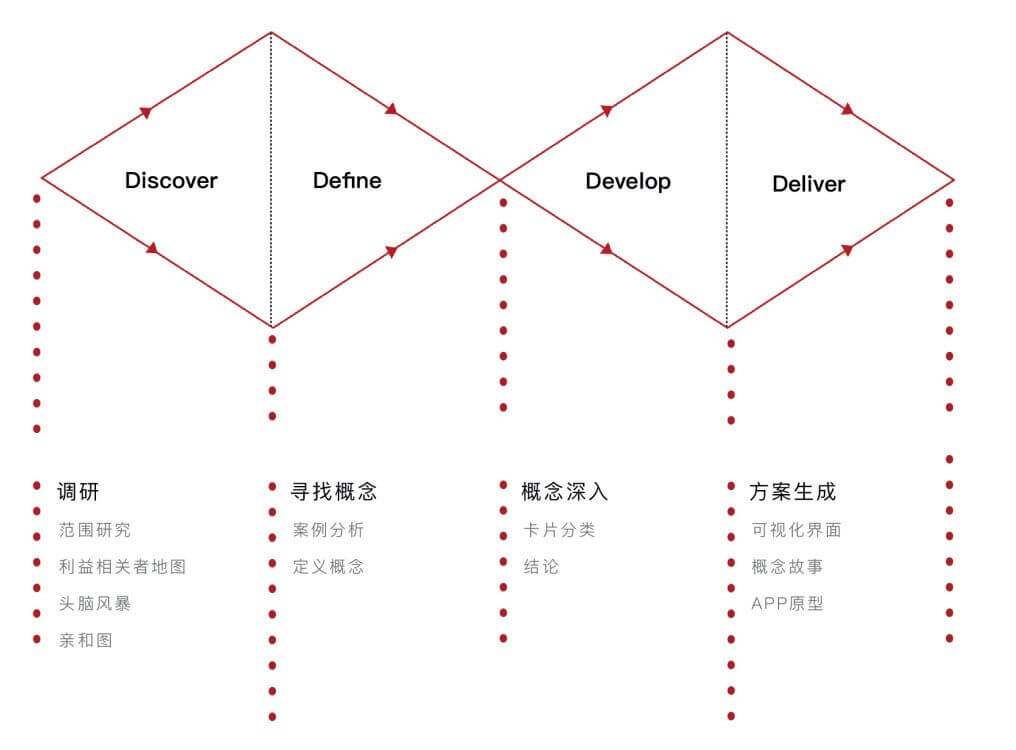 Discover
Define
Develop
Deliver
调研
范围研究
利益相关者地图
头脑风暴
亲和图
寻找概念
案例分析
定义概念
概念深入
卡片分类
结论
方案生成
可视化界面
概念故事
APP原型